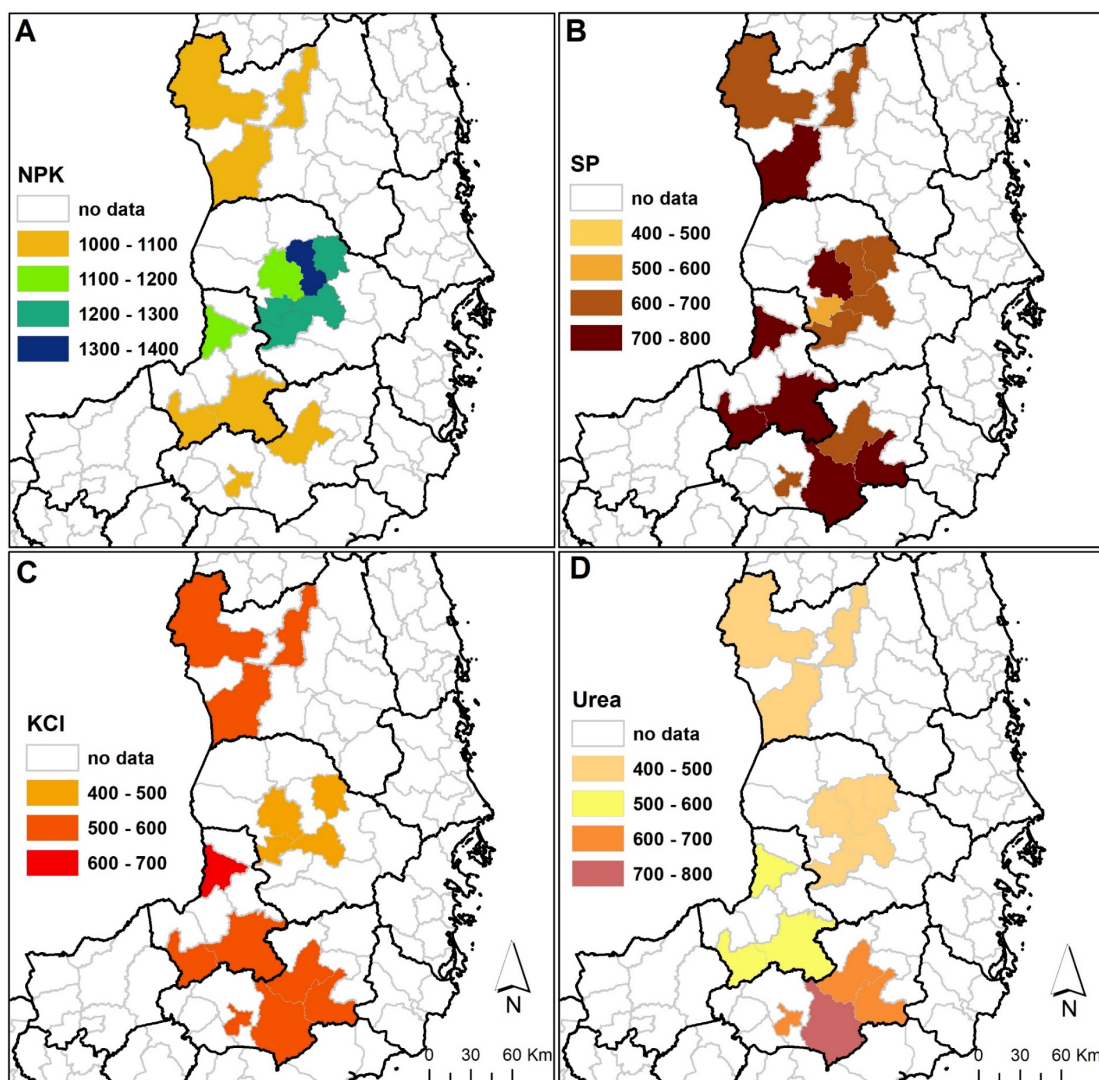 A
NPK
no data
1000 - 1100
1100 - 1200
1200 - 1300
1300 - 1400
B
SP
no data
400 - 500
500 - 600
600 - 700
700 - 800
C
KCl
no data
400 - 500
500 - 600
600 - 700
N
0 30 60 Km
D
Urea
no data
400 - 500
500 - 600
600 - 700
700 - 800
N
0 30 60 Km